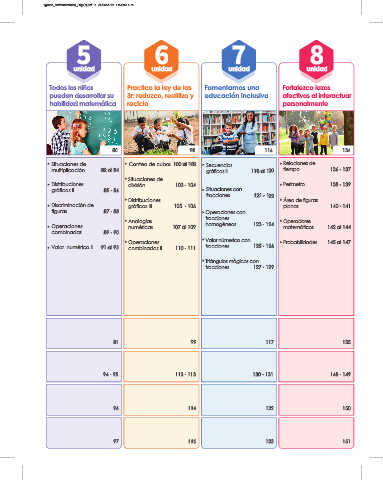 5
unidad
Todos los niños
pueden desarrollar su
habilidad matemática
80
• Situaciones de
multiplicación 82 al 84
• Distribuciones
gráficas II 85 - 86
• Discriminación de
figuras 87 - 88
• Operaciones
combinadas 89 - 90
• Valor numérico II 91 al 93
81
94 - 95
96
97
6
unidad
Practico la ley de las
3r: reduzco, reutilizo y
reciclo
98
• Conteo de cubos 100 al 102
• Situaciones de
división 103 - 104
• Distribuciones
gráficas III 105 - 106
• Analogías
numéricas 107 al 109
• Operaciones
combinadas II 110 - 111
99
112 - 113
114
115
7
unidad
Fomentamos una
educación inclusiva
116
• Secuencias
gráficas II 118 al 120
• Situaciones con
fracciones 121 - 122
• Operaciones con
fracciones
homogéneas 123 - 124
• Valor numérico con
fracciones 125 - 126
• Triángulos mágicos con
fracciones 127 - 129
117
130 - 131
132
133
8
unidad
Fortalezco lazos
afectivos al interactuar
personalmente
134
• Relaciones de
tiempo 136 - 137
• Perímetro 138 - 139
• Área de figuras
planas 140 - 141
• Operadores
matemáticos 142 al 144
• Probabilidades 145 al 147
135
148 - 149
150
151